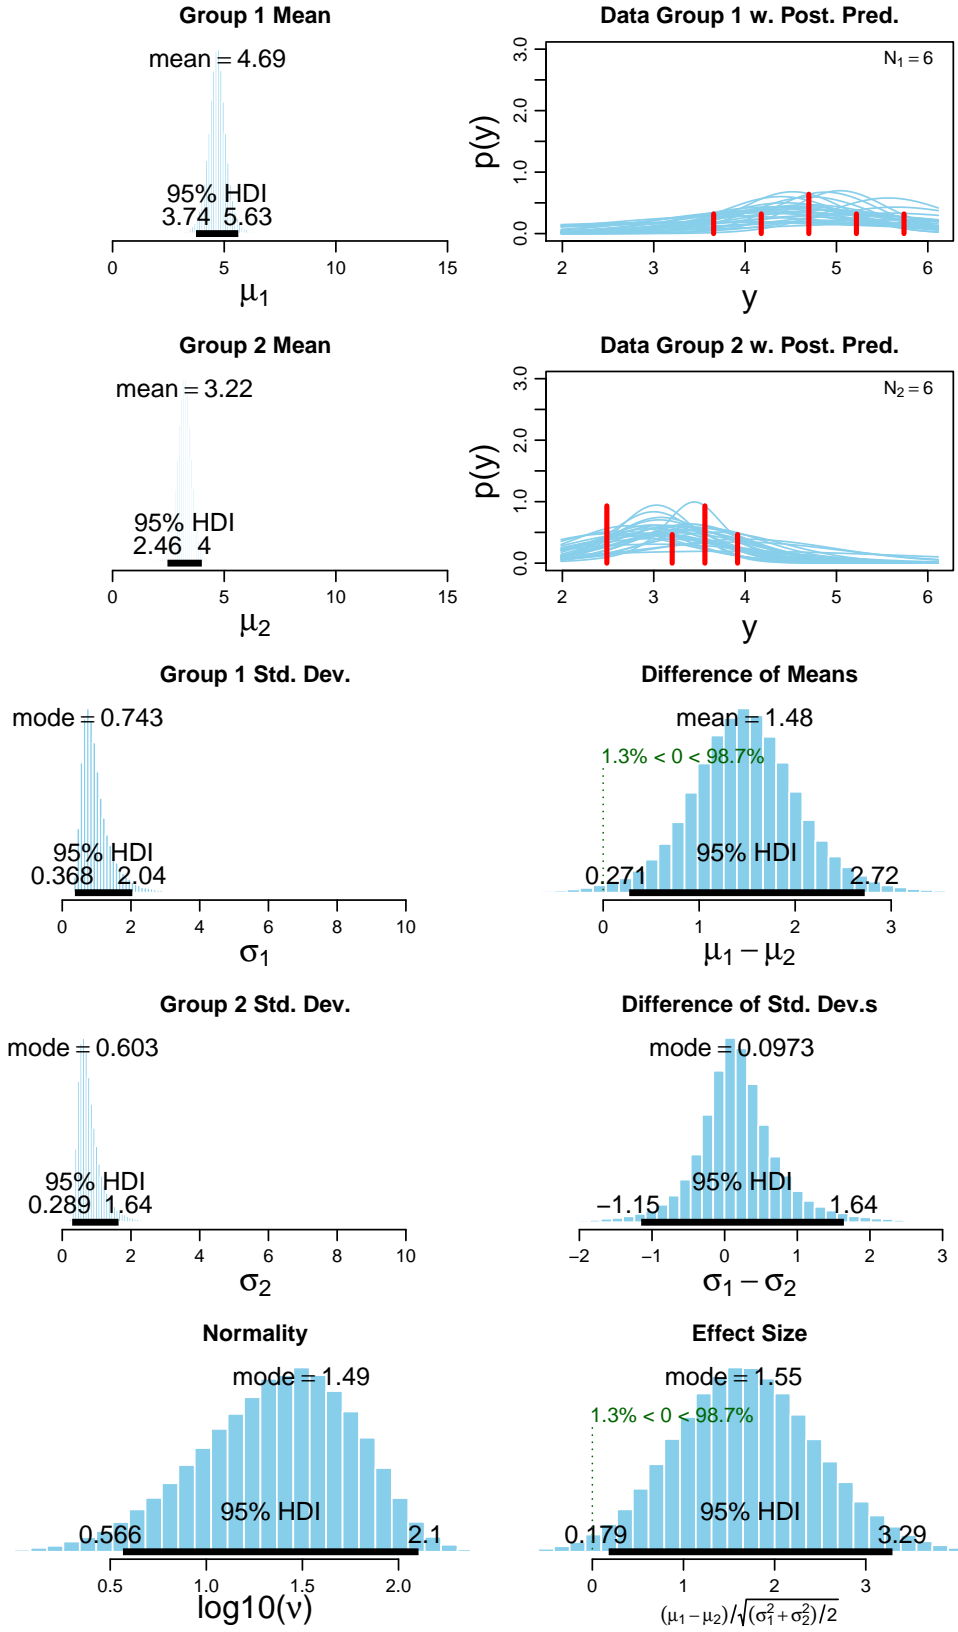 Group 1 Mean
mean = 4.69
95% HDI
3.74 5.63
0 5 10 15
μ1
Data Group 1 w. Post. Pred.
N1 = 6
p(y)
0.0 1.0 2.0 3.0
2 3 4 5 6
y
Group 2 Mean
mean = 3.22
95% HDI
2.46 4
0 5 10 15
μ2
Data Group 2 w. Post. Pred.
N2 = 6
p(y)
0.0 1.0 2.0 3.0
2 3 4 5 6
y
Group 1 Std. Dev.
mode = 0.743
95% HDI
0.368 2.04
0 2 4 6 8 10
σ1
Difference of Means
mean = 1.48
1.3% < 0 < 98.7%
95% HDI
0.271 2.72
0 1 2 3
μ1 − μ2
Group 2 Std. Dev.
mode = 0.603
95% HDI
0.289 1.64
0 2 4 6 8 10
σ2
Difference of Std. Dev.s
mode = 0.0973
95% HDI
−1.15 1.64
−2 −1 0 1 2 3
σ1 − σ2
Normality
mode = 1.49
95% HDI
0.566 2.1
0.5 1.0 1.5 2.0
log10(ν)
Effect Size
mode = 1.55
1.3% < 0 < 98.7%
95% HDI
0.179 3.29
0 1 2 3
(μ1 − μ2)/√(σ1² + σ2²)/2